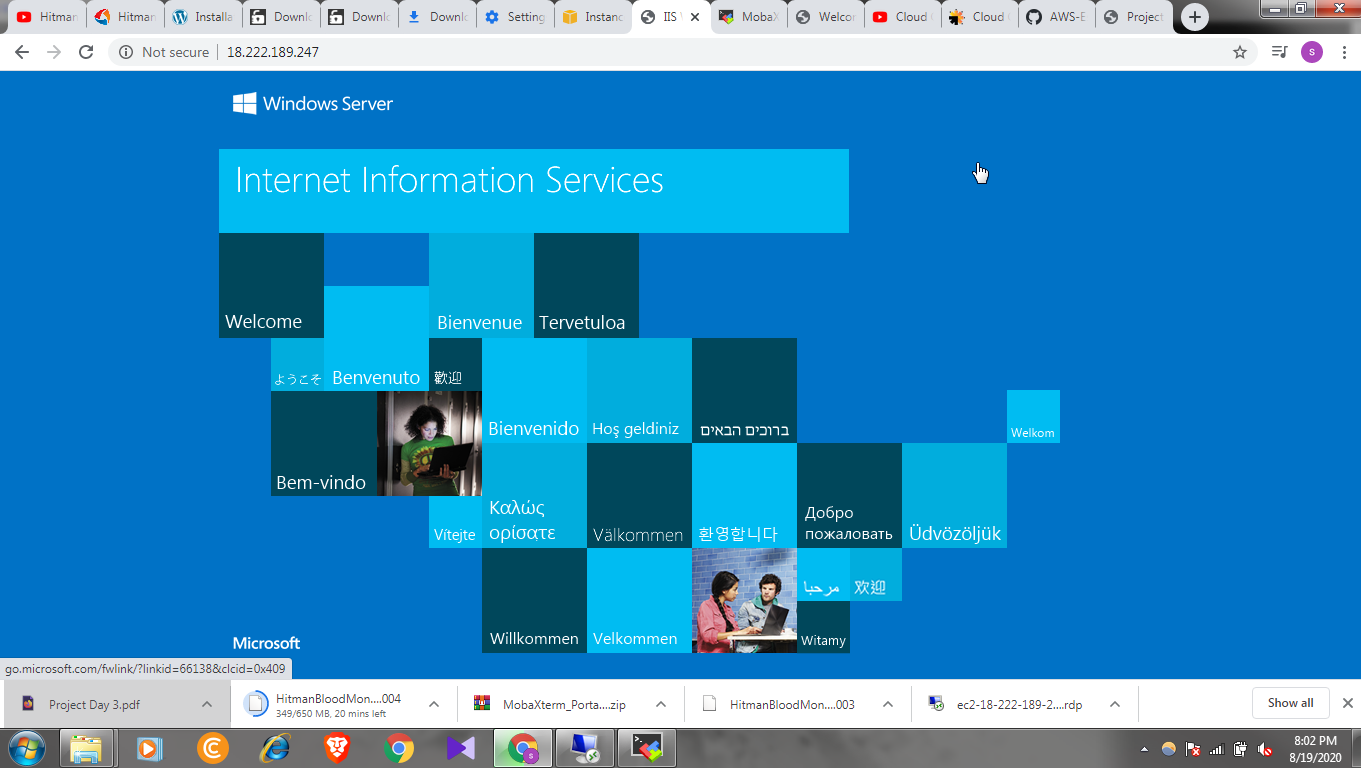 Hitman
Hitman
Installa
Downlo
Downlo
Downlo
Setting
Instanc
IIS
MobaX
Welcor
Cloud
Cloud
AWS-E
Project
Not secure
18.222.189.247
s
Windows Server
Internet Information Services
Welcome
Bienvenue
Tervetuloa
ようこそ
Benvenuto
歡迎
Bienvenido
Hoş geldiniz
ברוכים הבאים
Welkom
Bem-vindo
Vítejte
Καλώς
ορίσατε
Välkommen
환영합니다
Добро
пожаловать
Üdvözöljük
Willkommen
Velkommen
مرحبا
欢迎
Witamy
Microsoft
go.microsoft.com/fwlink/?linkid=66138&clcid=0x409
Project Day 3.pdf
HitmanBloodMon....004
349/650 MB, 20 mins left
MobaXterm_Porta....zip
HitmanBloodMon....003
ec2-18-222-189-2....rdp
Show all
8:02 PM
8/19/2020